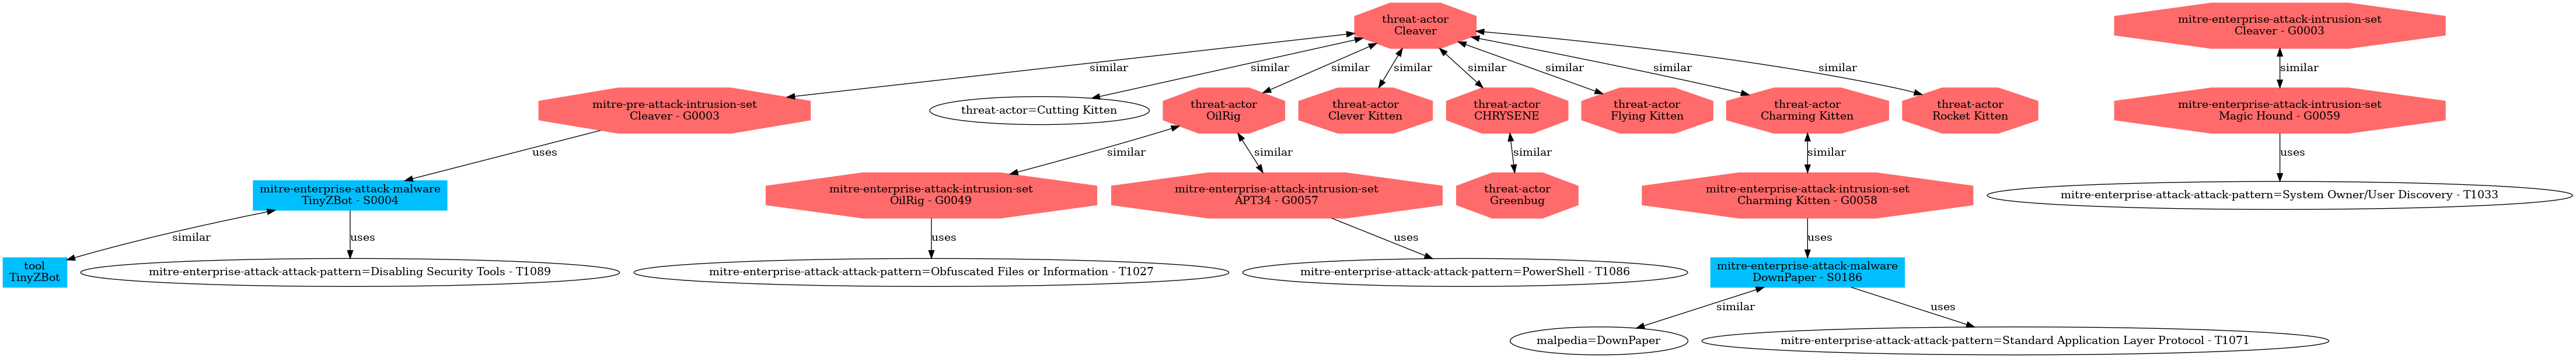 threat-actor
Cleaver
mitre-enterprise-attack-intrusion-set
Cleaver - G0003
similar
similar
similar
similar
similar
similar
similar
similar
similar
mitre-pre-attack-intrusion-set
Cleaver - G0003
threat-actor=Cutting Kitten
threat-actor
OilRig
threat-actor
Clever Kitten
threat-actor
CHRYSENE
threat-actor
Flying Kitten
threat-actor
Charming Kitten
threat-actor
Rocket Kitten
mitre-enterprise-attack-intrusion-set
Magic Hound - G0059
uses
similar
similar
similar
similar
uses
mitre-enterprise-attack-malware
TinyZBot - S0004
mitre-enterprise-attack-intrusion-set
OilRig - G0049
mitre-enterprise-attack-intrusion-set
APT34 - G0057
threat-actor
Greenbug
mitre-enterprise-attack-intrusion-set
Charming Kitten - G0058
mitre-enterprise-attack-attack-pattern=System Owner/User Discovery - T1033
similar
uses
uses
uses
uses
tool
TinyZBot
mitre-enterprise-attack-attack-pattern=Disabling Security Tools - T1089
mitre-enterprise-attack-attack-pattern=Obfuscated Files or Information - T1027
mitre-enterprise-attack-attack-pattern=PowerShell - T1086
mitre-enterprise-attack-malware
DownPaper - S0186
similar
uses
malpedia=DownPaper
mitre-enterprise-attack-attack-pattern=Standard Application Layer Protocol - T1071